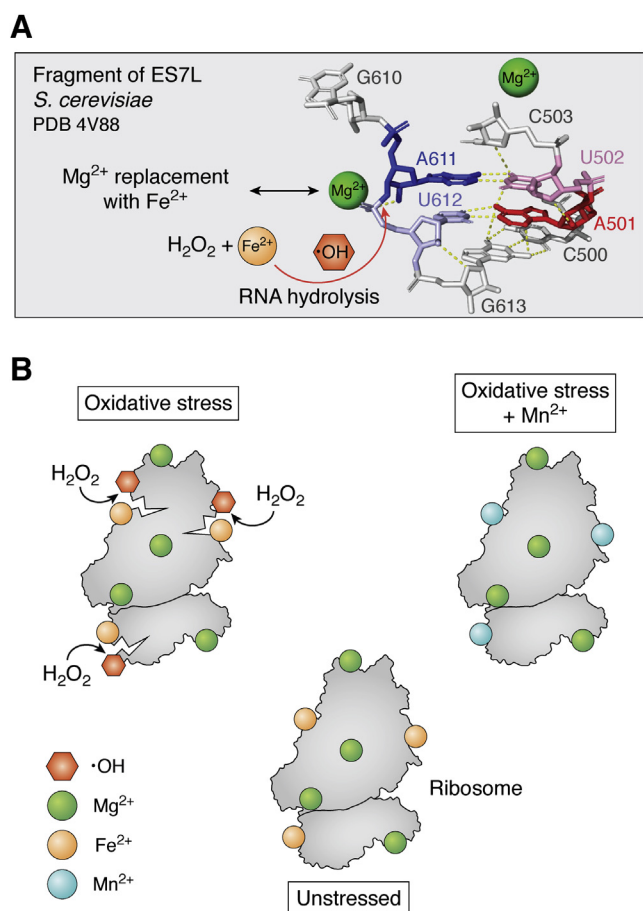 A
Fragment of ES7L
S. cerevisiae
PDB 4V88
G610
Mg²⁺
C503
A611
U502
Mg²⁺ replacement
with Fe²⁺
Mg²⁺
U612
A501
H₂O₂ + Fe²⁺
•OH
C500
RNA hydrolysis
G613
B
Oxidative stress
Oxidative stress
+ Mn²⁺
H₂O₂
H₂O₂
H₂O₂
•OH
Mg²⁺
Fe²⁺
Mn²⁺
Ribosome
Unstressed